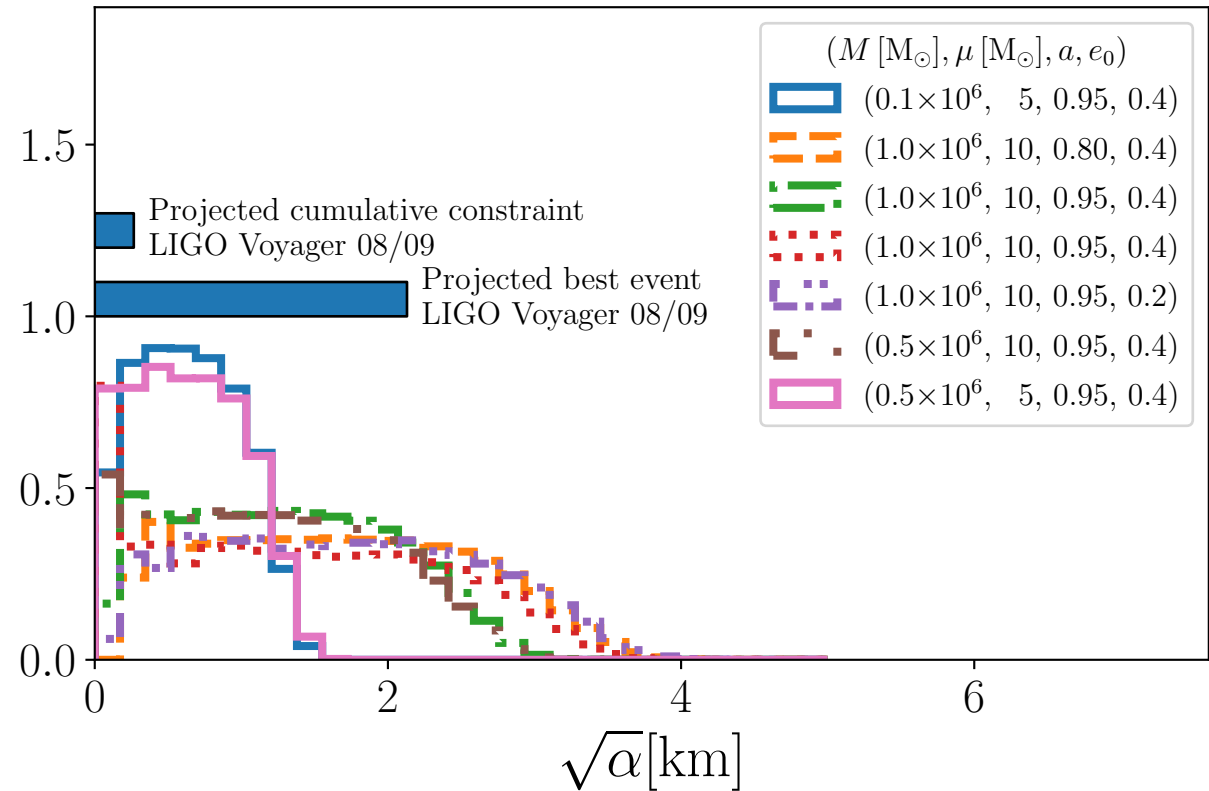 (M [M⊙], μ [M⊙], a, e₀)
(0.1×10⁶, 5, 0.95, 0.4)
(1.0×10⁶, 10, 0.80, 0.4)
(1.0×10⁶, 10, 0.95, 0.4)
(1.0×10⁶, 10, 0.95, 0.4)
(1.0×10⁶, 10, 0.95, 0.2)
(0.5×10⁶, 10, 0.95, 0.4)
(0.5×10⁶, 5, 0.95, 0.4)
1.5
Projected cumulative constraint
LIGO Voyager 08/09
Projected best event
LIGO Voyager 08/09
1.0
0.5
0.0
0 2 4 6
√α[km]